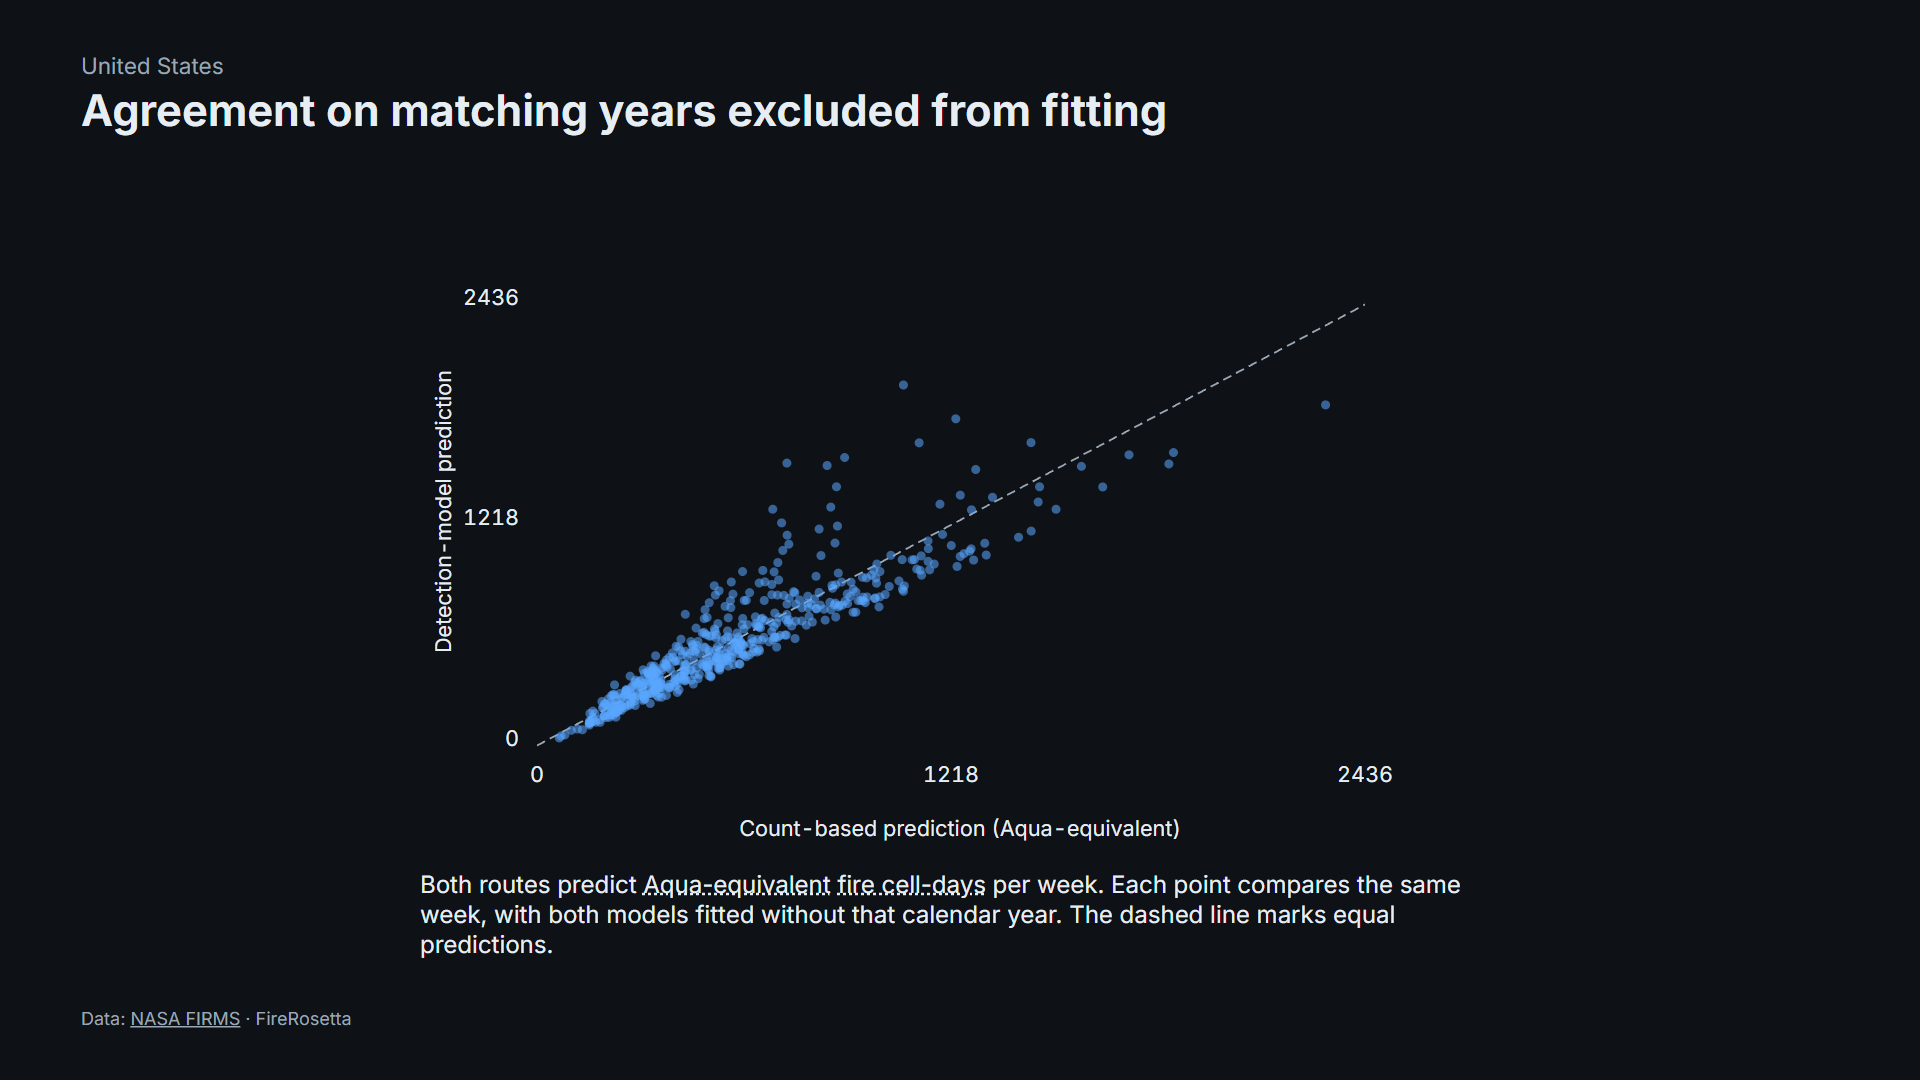 United States
Agreement on matching years excluded from fitting
2436
Detection-model prediction
1218
0
0 1218 2436
Count-based prediction (Aqua-equivalent)
Both routes predict Aqua-equivalent fire cell-days per week. Each point compares the same
week, with both models fitted without that calendar year. The dashed line marks equal
predictions.
Data: NASA FIRMS · FireRosetta